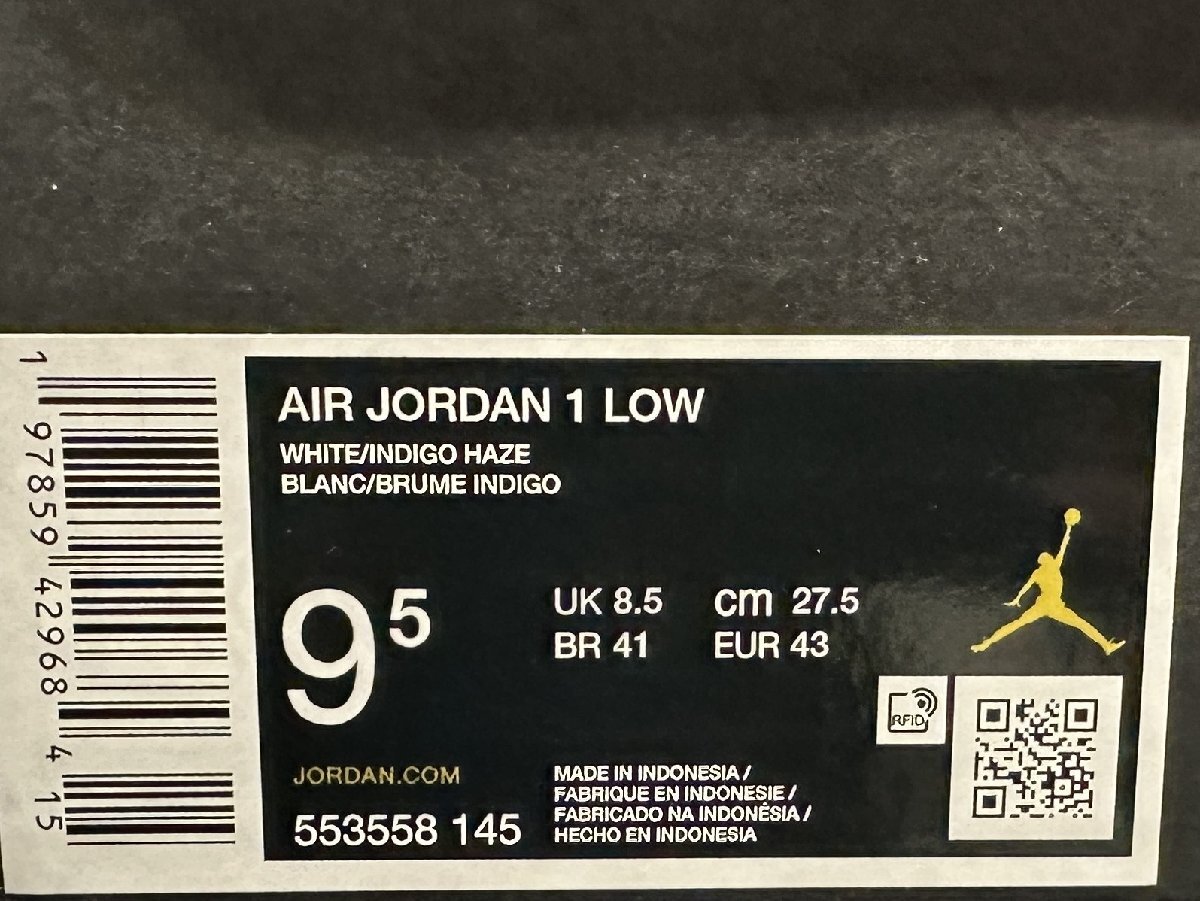 AIR JORDAN 1 LOW
WHITE/INDIGO HAZE
BLANC/BRUME INDIGO
9⁵
UK 8.5 cm 27.5
BR 41 EUR 43
RFID
JORDAN.COM
553558 145
MADE IN INDONESIA /
FABRIQUE EN INDONESIE /
FABRICADO NA INDONÉSIA /
HECHO EN INDONESIA
1 97859 42968 4 15